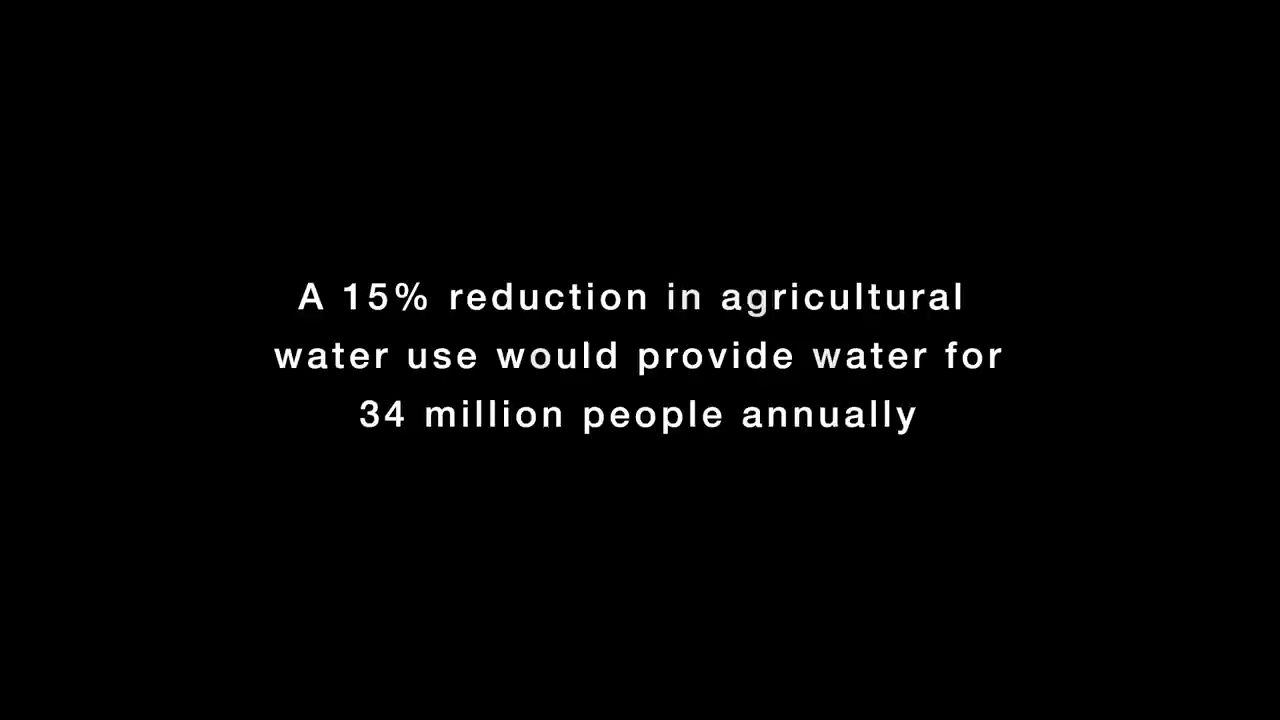 A 15% reduction in agricultural
water use would provide water for
34 million people annually